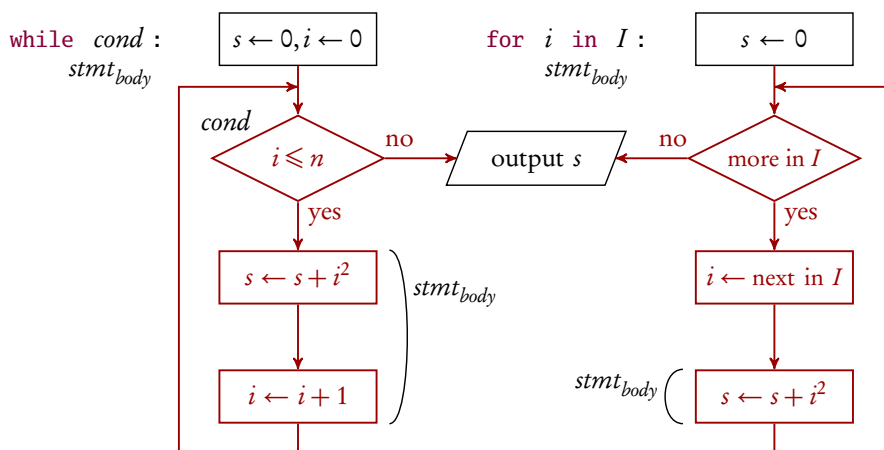 while cond :
stmt_body
s ← 0, i ← 0
for i in I :
stmt_body
s ← 0
cond
i ⩽ n
no
output s
no
more in I
yes
yes
s ← s + i²
stmt_body
i ← next in I
i ← i + 1
stmt_body
s ← s + i²